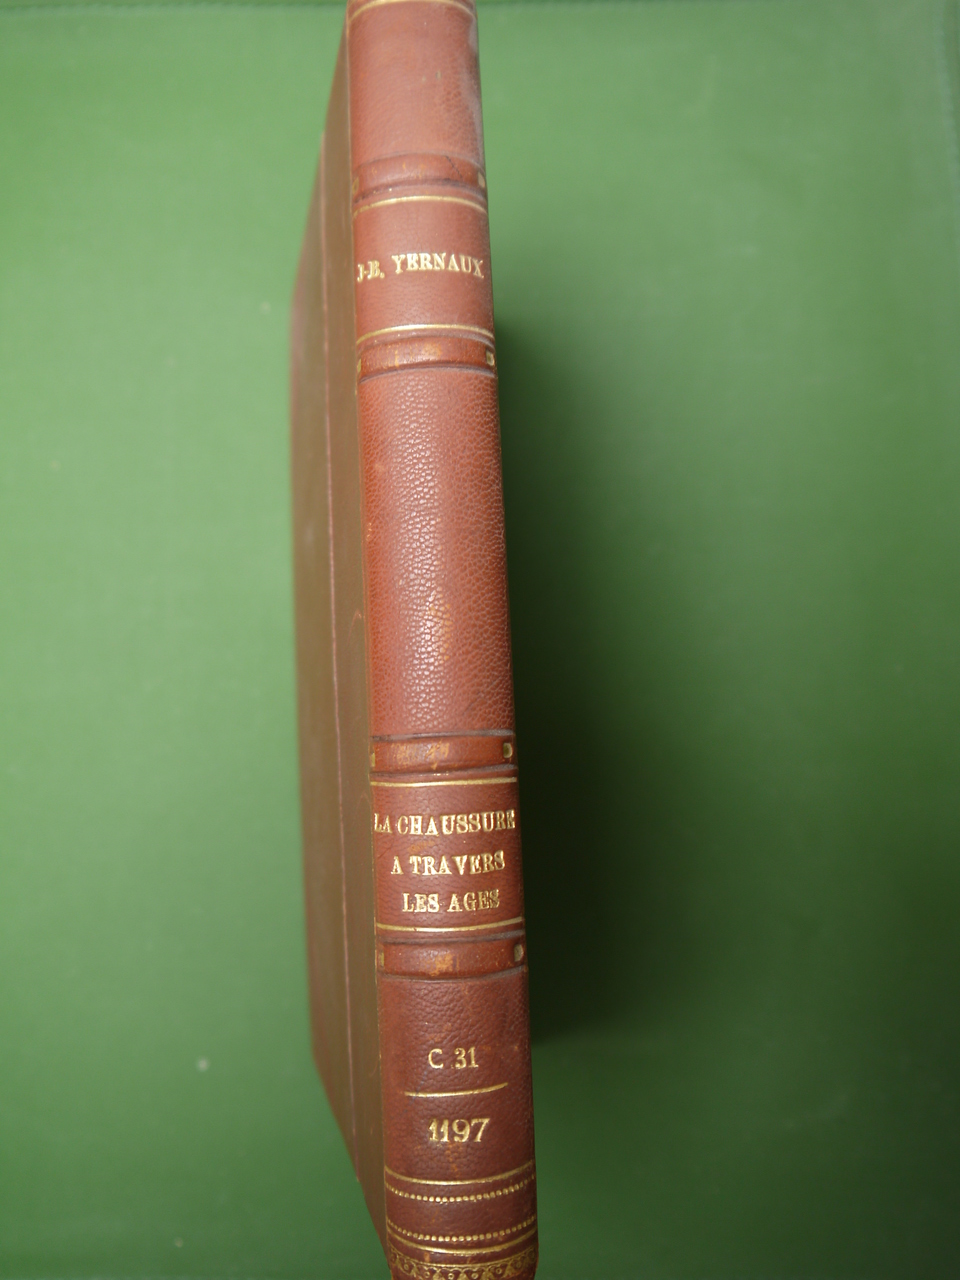 J-B. YERNAUX.
LA CHAUSSURE
A TRAVERS
LES AGES
C 31
1197